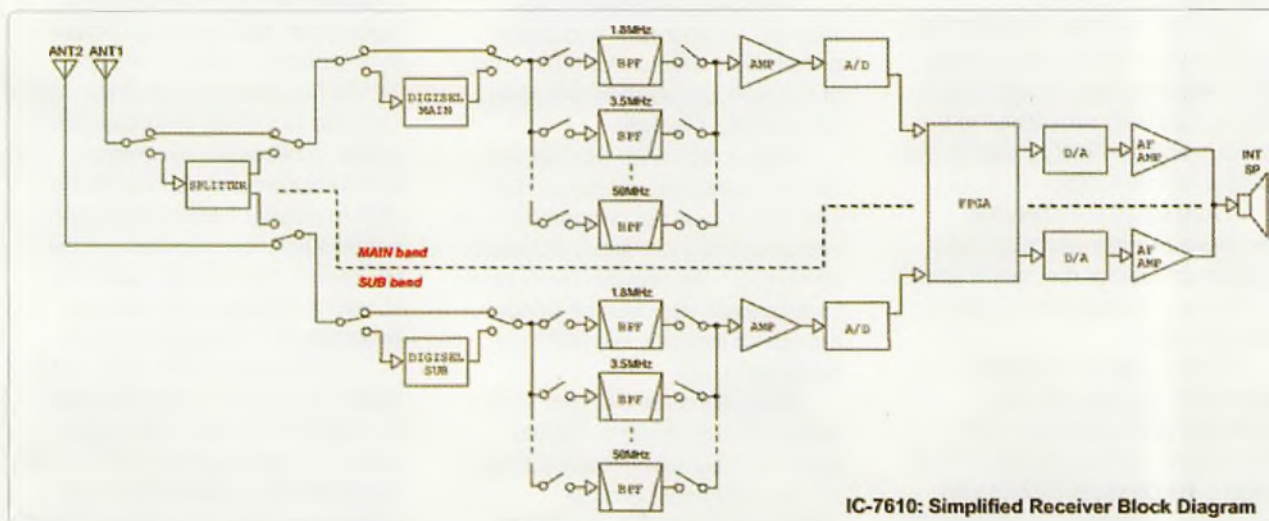 ANT2 ANT1
1.8MHz
BPF
AMP
A/D
DIGISEL
MAIN
3.5MHz
BPF
SPLITTER
50MHz
BPF
FPGA
D/A
AF
AMP
INT
SP
MAIN band
SUB band
D/A
AF
AMP
1.8MHz
BPF
AMP
A/D
DIGISEL
SUB
3.5MHz
BPF
50MHz
BPF
IC-7610: Simplified Receiver Block Diagram